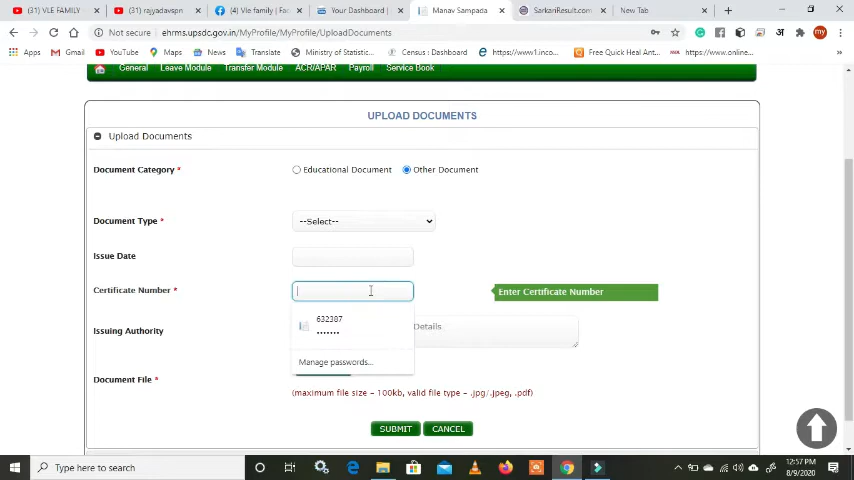 (31) VLE FAMILY
(31) rajyadavspn
(4) Vle family | Fac
Your Dashboard |
Manav Sampada
SarkariResult.com
New Tab
Not secure | ehrms.upsdc.gov.in/MyProfile/MyProfile/UploadDocuments
my
Apps
Gmail
YouTube
Maps
News
Translate
Ministry of Statistic...
Census : Dashboard
https://www1.inco...
Free Quick Heal Ant...
https://www.online...
General
Leave Module
Transfer Module
ACR/APAR
Payroll
Service Book
UPLOAD DOCUMENTS
Upload Documents
Document Category *
Educational Document
Other Document
Document Type *
--Select--
Issue Date
Certificate Number *
Enter Certificate Number
632387
•••••••
Issuing Authority
Details
Manage passwords...
Document File *
(maximum file size - 100kb, valid file type - .jpg/.jpeg, .pdf)
SUBMIT
CANCEL
Type here to search
12:57 PM
8/9/2020